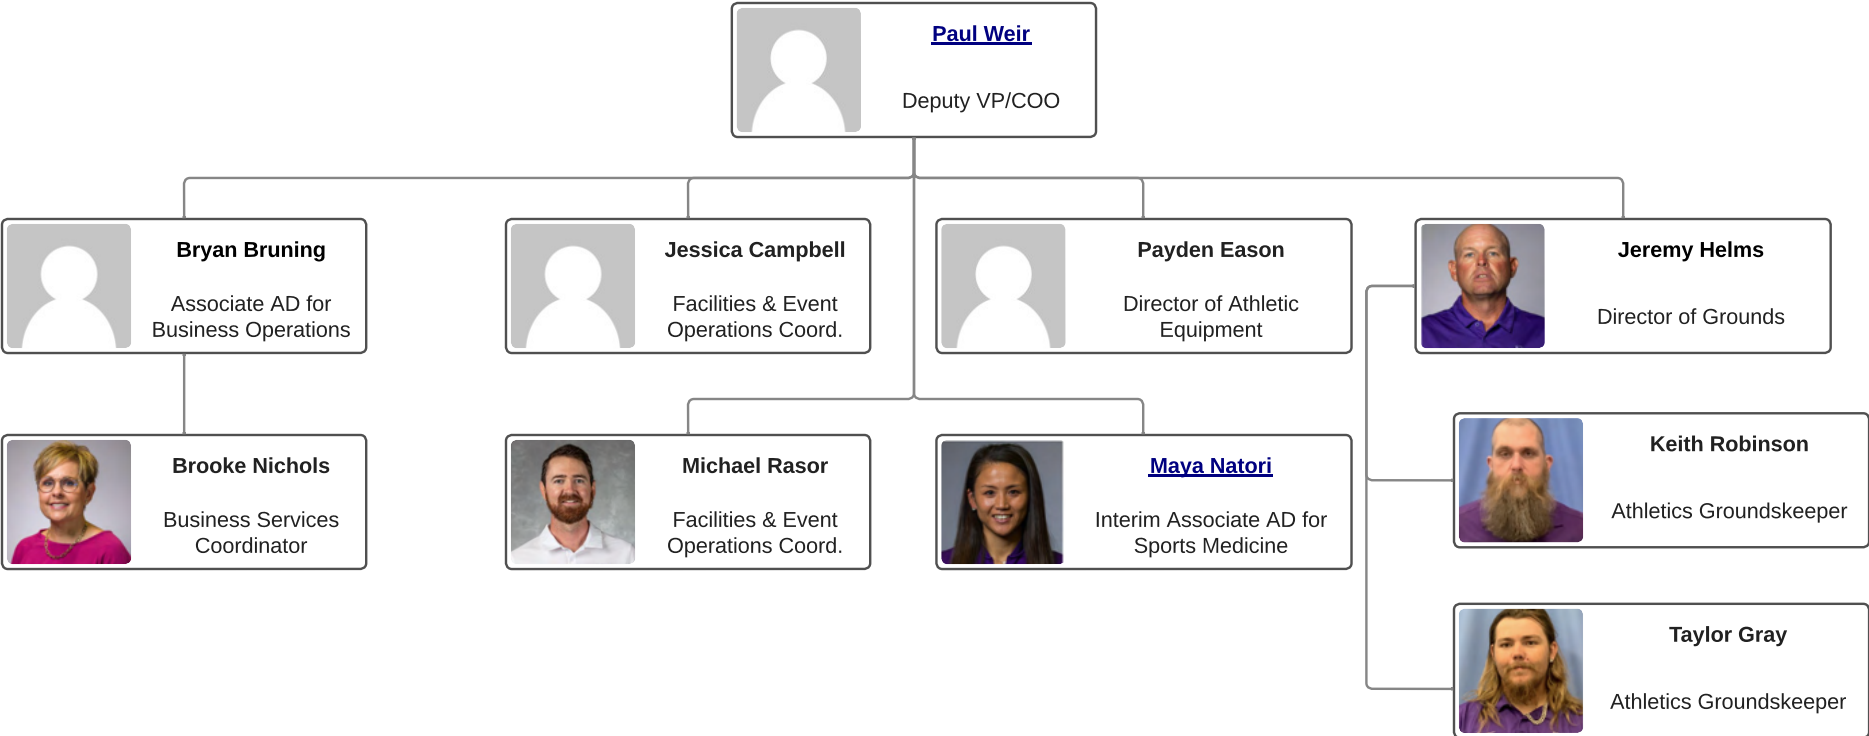 Paul Weir
Deputy VP/COO
Bryan Bruning
Associate AD for
Business Operations
Jessica Campbell
Facilities & Event
Operations Coord.
Payden Eason
Director of Athletic
Equipment
Jeremy Helms
Director of Grounds
Brooke Nichols
Business Services
Coordinator
Michael Rasor
Facilities & Event
Operations Coord.
Maya Natori
Interim Associate AD for
Sports Medicine
Keith Robinson
Athletics Groundskeeper
Taylor Gray
Athletics Groundskeeper